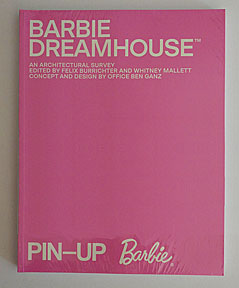 BARBIE
DREAMHOUSE™
AN ARCHITECTURAL SURVEY
EDITED BY FELIX BURRICHTER AND WHITNEY MALLETT
CONCEPT AND DESIGN BY OFFICE BEN GANZ
PIN–UP Barbie